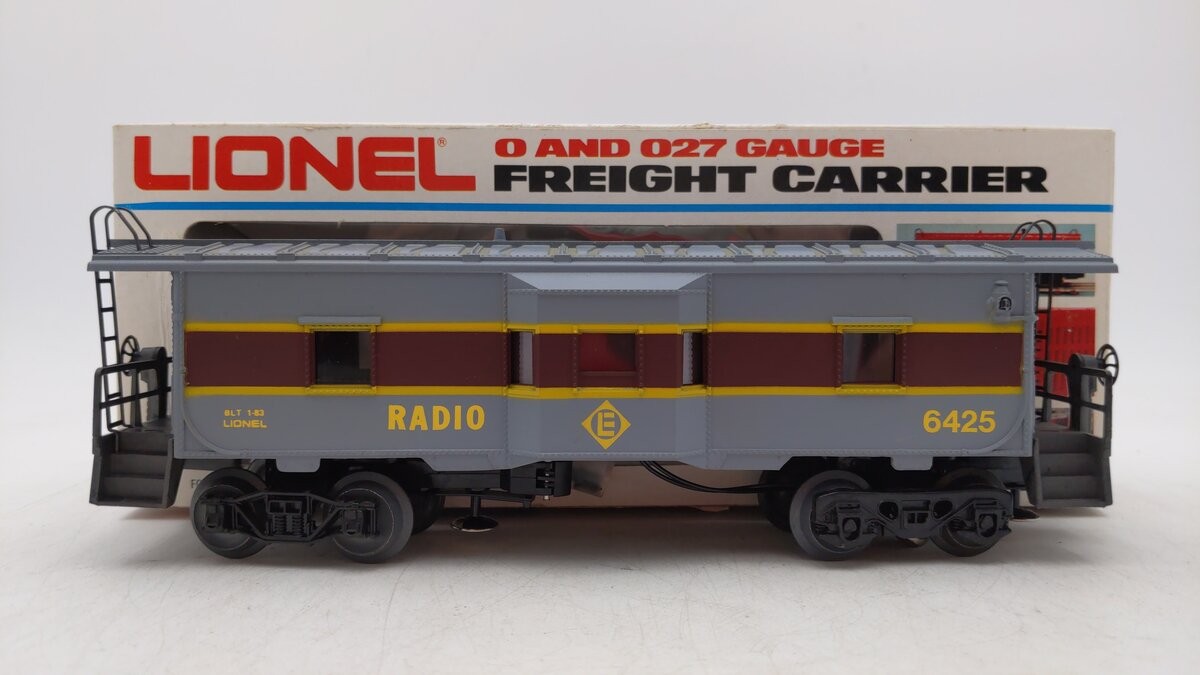 LIONEL®
O AND O27 GAUGE
FREIGHT CARRIER
BLT 1-83
LIONEL
RADIO
E
6425